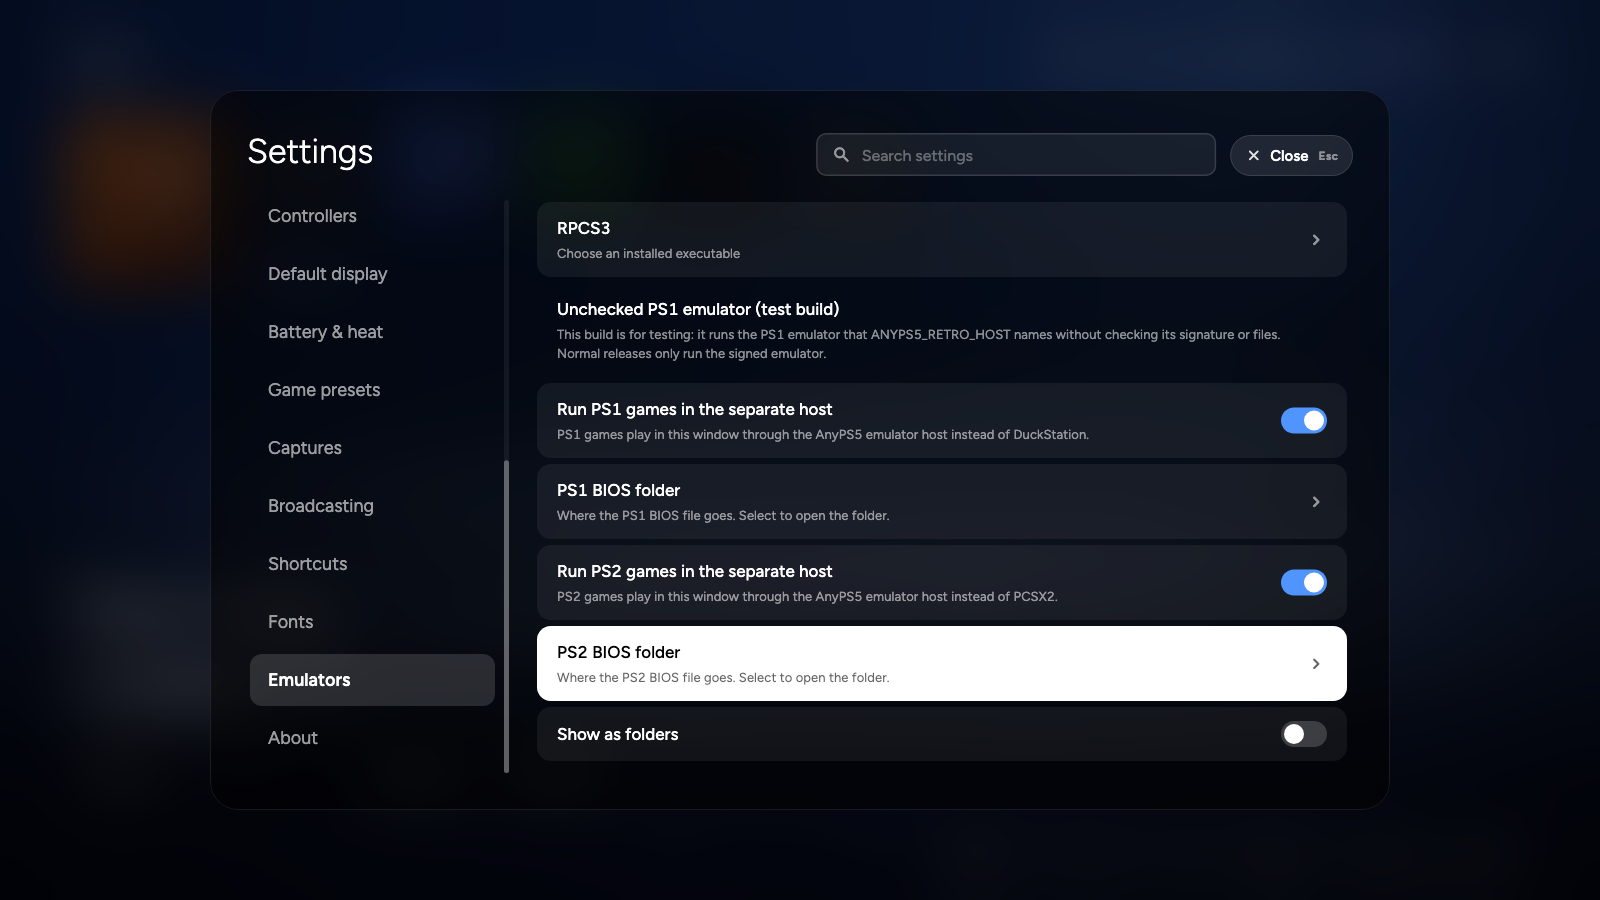 Settings
Search settings
Close Esc
Controllers
Default display
Battery & heat
Game presets
Captures
Broadcasting
Shortcuts
Fonts
Emulators
About
RPCS3
Choose an installed executable
Unchecked PS1 emulator (test build)
This build is for testing: it runs the PS1 emulator that ANYPS5_RETRO_HOST names without checking its signature or files.
Normal releases only run the signed emulator.
Run PS1 games in the separate host
PS1 games play in this window through the AnyPS5 emulator host instead of DuckStation.
PS1 BIOS folder
Where the PS1 BIOS file goes. Select to open the folder.
Run PS2 games in the separate host
PS2 games play in this window through the AnyPS5 emulator host instead of PCSX2.
PS2 BIOS folder
Where the PS2 BIOS file goes. Select to open the folder.
Show as folders